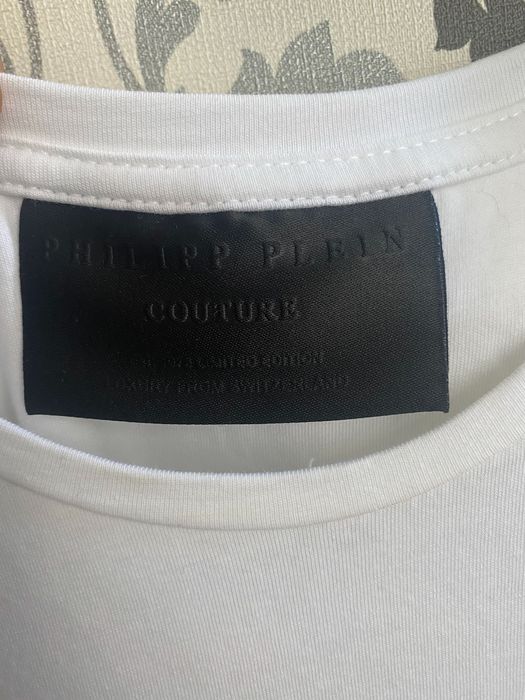 PHILIPP PLEIN
COUTURE
LIMITED EDITION
LUXURY FROM SWITZERLAND